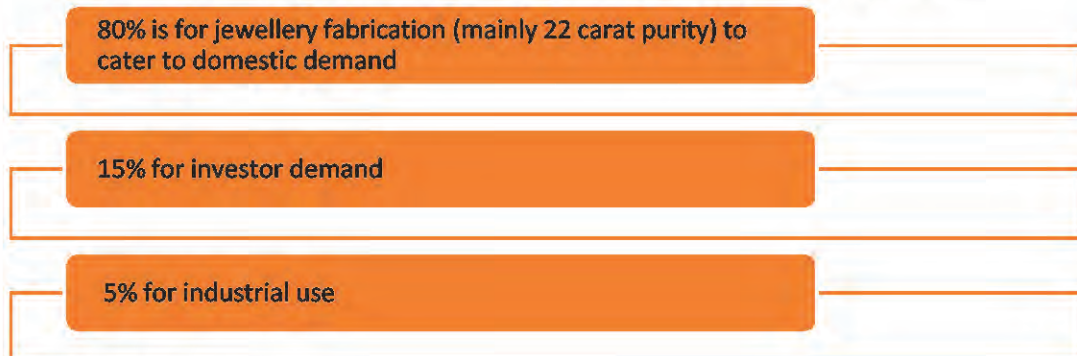 80% is for jewellery fabrication (mainly 22 carat purity) to
cater to domestic demand
15% for investor demand
5% for industrial use